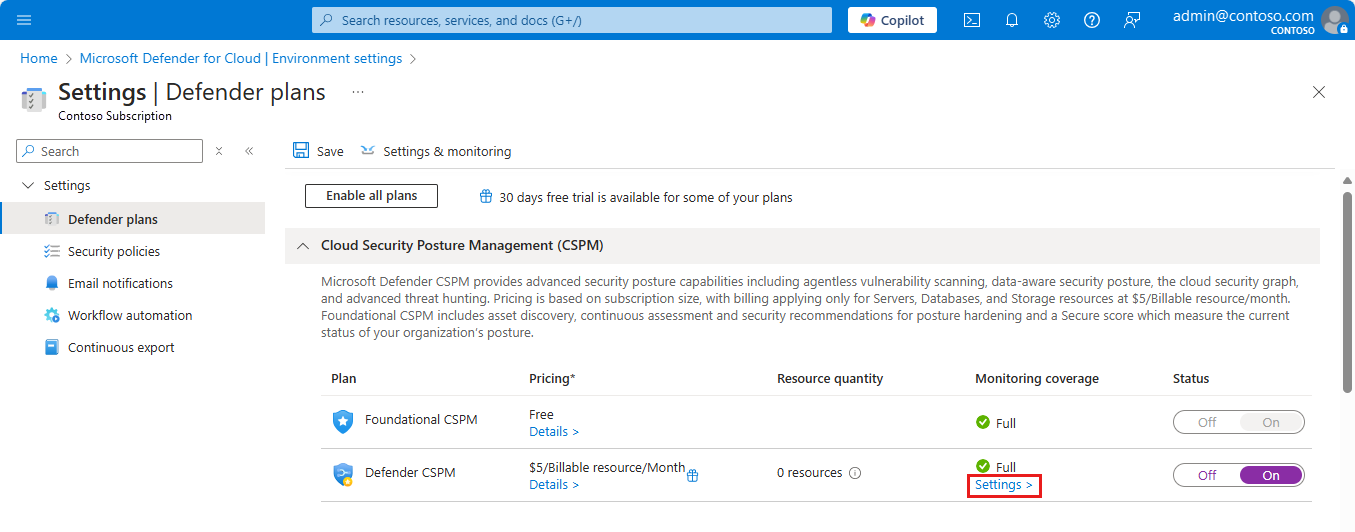 Search resources, services, and docs (G+/)
Copilot
admin@contoso.com
CONTOSO
Home > Microsoft Defender for Cloud | Environment settings >
Settings | Defender plans ...
Contoso Subscription
Search
Save
Settings & monitoring
Settings
Defender plans
Security policies
Email notifications
Workflow automation
Continuous export
Enable all plans
30 days free trial is available for some of your plans
Cloud Security Posture Management (CSPM)
Microsoft Defender CSPM provides advanced security posture capabilities including agentless vulnerability scanning, data-aware security posture, the cloud security graph,
and advanced threat hunting. Pricing is based on subscription size, with billing applying only for Servers, Databases, and Storage resources at $5/Billable resource/month.
Foundational CSPM includes asset discovery, continuous assessment and security recommendations for posture hardening and a Secure score which measure the current
status of your organization's posture.
Plan Pricing* Resource quantity Monitoring coverage Status
Foundational CSPM Free Full Off On
Details >
Defender CSPM $5/Billable resource/Month 0 resources Full Off On
Details > Settings >